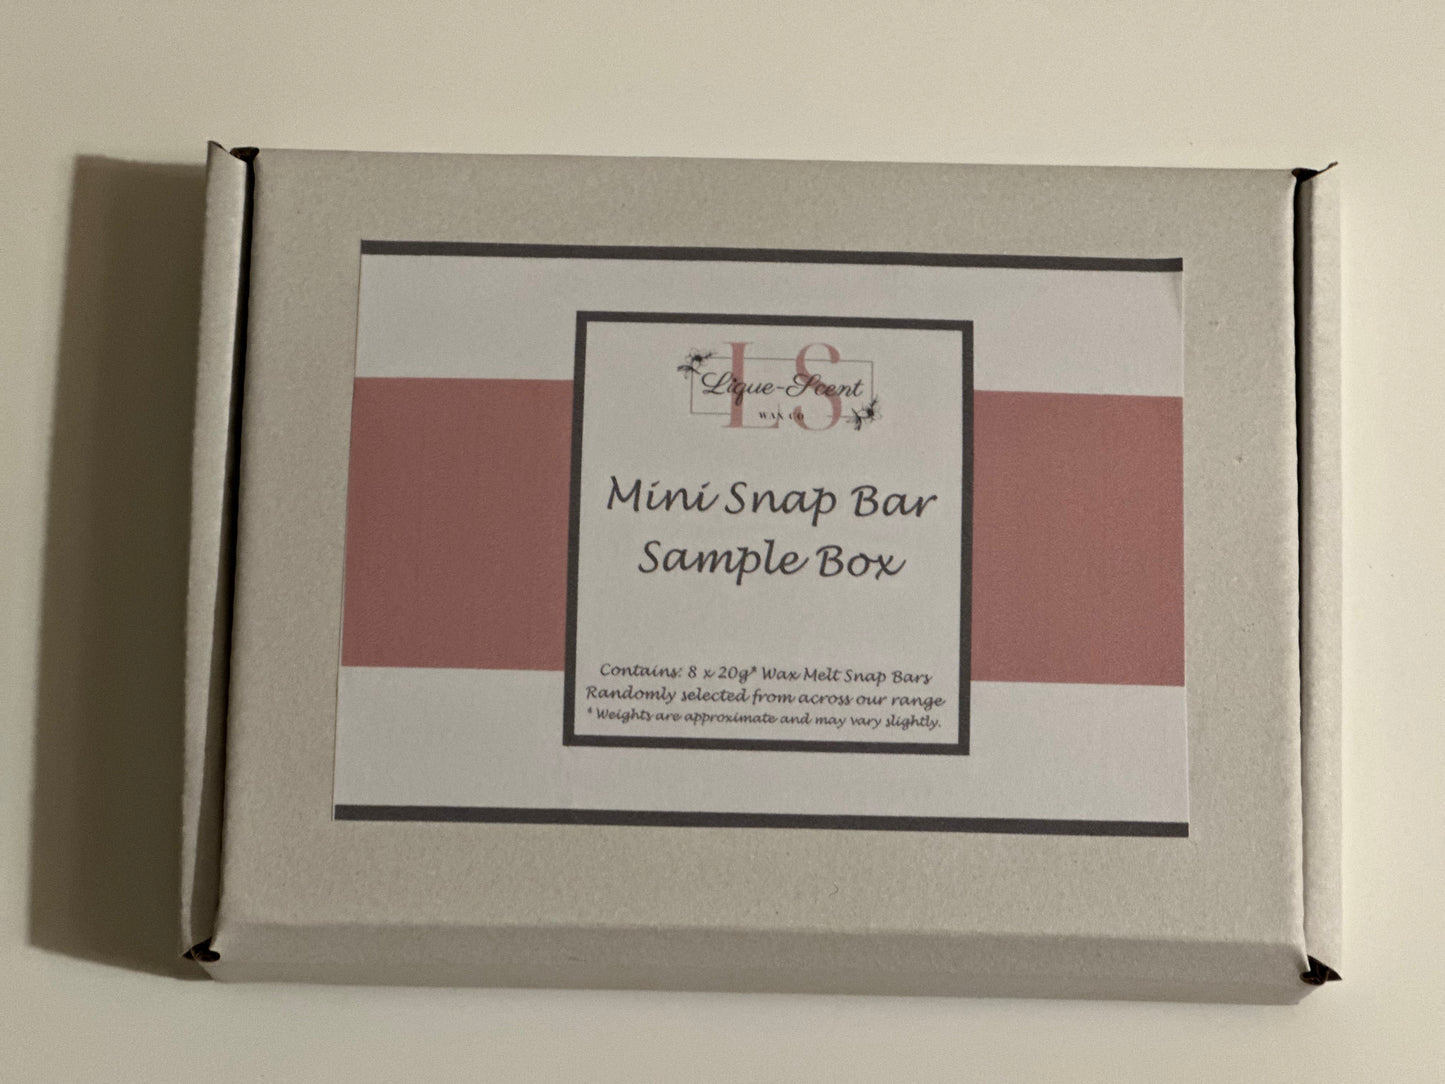 LS
Lique-Scent
WAX CO
Mini Snap Bar
Sample Box
Contains: 8 x 20g* Wax Melt Snap Bars
Randomly selected from across our range
* Weights are approximate and may vary slightly.